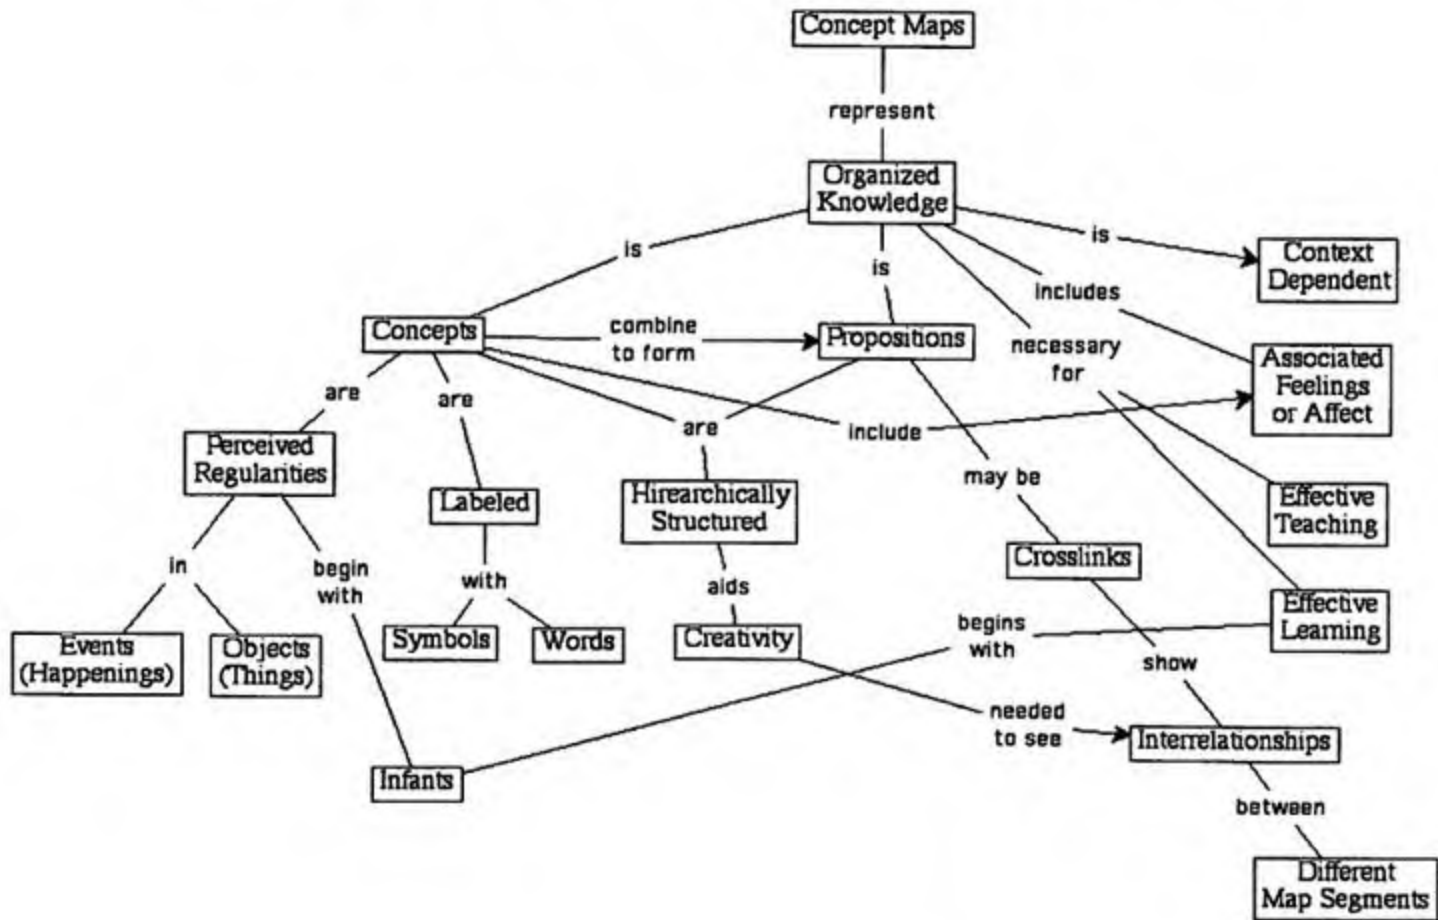 Concept Maps
represent
Organized
Knowledge
is
is
is
Context
Dependent
includes
Concepts
combine
to form
Propositions
necessary
for
Associated
Feelings
or Affect
are
are
are
include
Perceived
Regularities
may be
Labeled
Hirearchically
Structured
Effective
Teaching
Crosslinks
in
begin
with
with
aids
Effective
Learning
Events
(Happenings)
Objects
(Things)
Symbols
Words
Creativity
begins
with
show
needed
to see
Interrelationships
Infants
between
Different
Map Segments